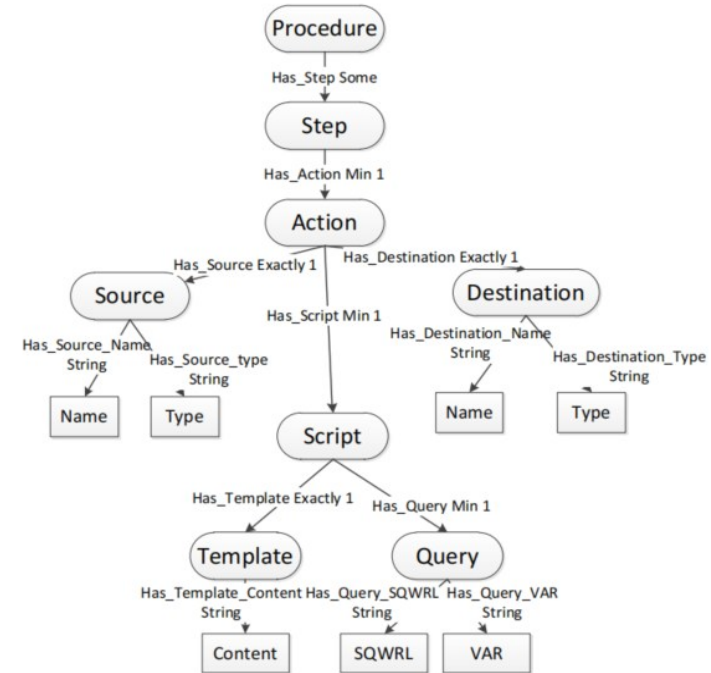 Procedure
Has_Step Some
Step
Has_Action Min 1
Action
Has_Source Exactly 1
Has_Destination Exactly 1
Source
Destination
Has_Script Min 1
Has_Source_Name
String
Has_Source_type
String
Has_Destination_Name
String
Has_Destination_Type
String
Name
Type
Name
Type
Script
Has_Template Exactly 1
Has_Query Min 1
Template
Query
Has_Template_Content
String
Has_Query_SQWRL
String
Has_Query_VAR
String
Content
SQWRL
VAR